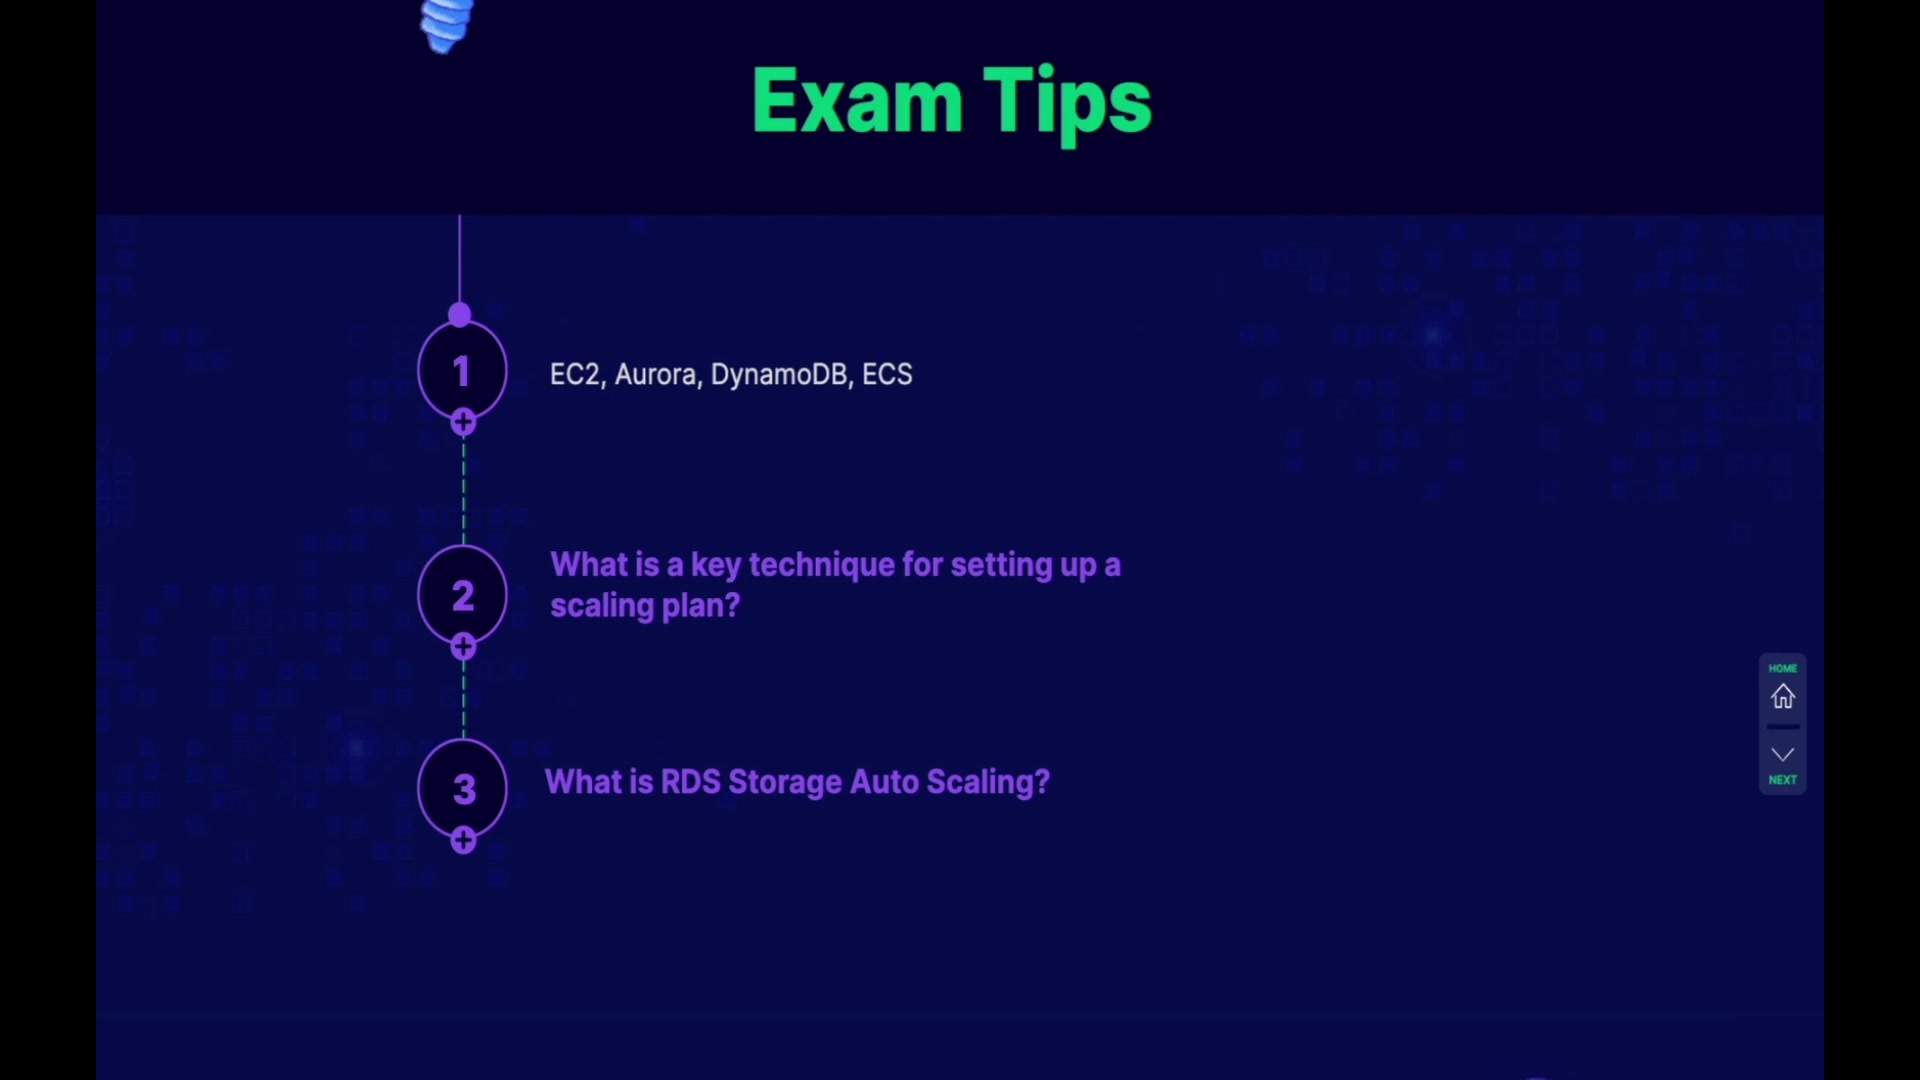 Exam Tips
1
EC2, Aurora, DynamoDB, ECS
2
What is a key technique for setting up a
scaling plan?
3
What is RDS Storage Auto Scaling?
HOME
NEXT